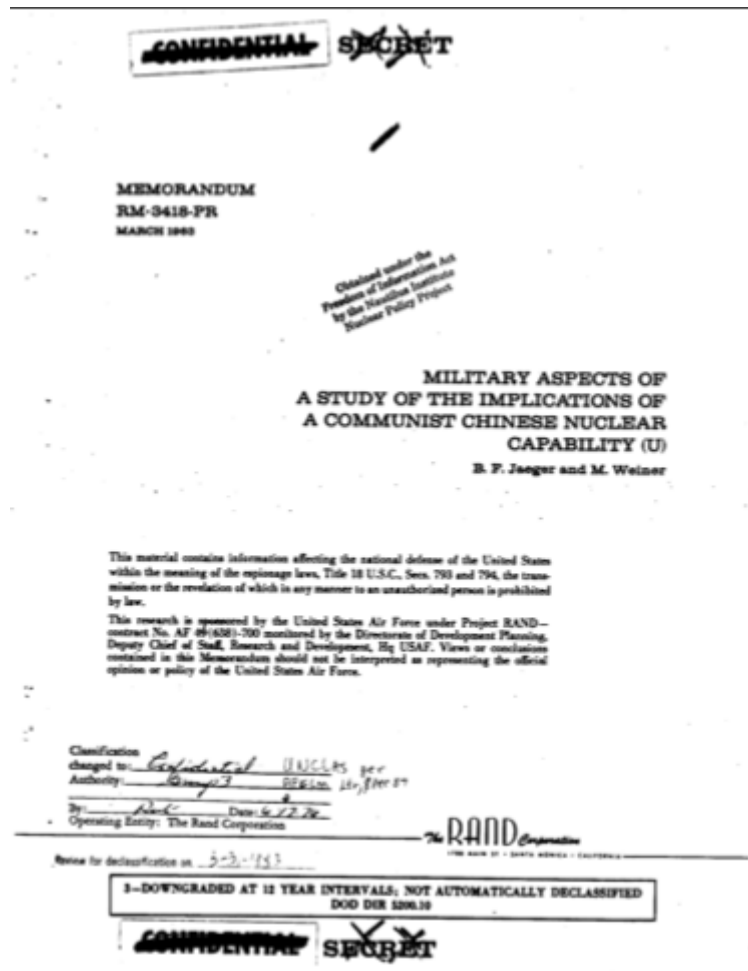 CONFIDENTIAL SECRET
MEMORANDUM
RM-3418-PR
MARCH 1963
Obtained under the
Freedom of Information Act
by the Nautilus Institute
Nuclear Policy Project
MILITARY ASPECTS OF
A STUDY OF THE IMPLICATIONS OF
A COMMUNIST CHINESE NUCLEAR
CAPABILITY (U)
B. F. Jaeger and M. Weiner
This material contains information affecting the national defense of the United States
within the meaning of the espionage laws, Title 18 U.S.C., Secs. 793 and 794, the trans-
mission or the revelation of which in any manner to an unauthorized person is prohibited
by law.
This research is sponsored by the United States Air Force under Project RAND—
contract No. AF 49(638)-700 monitored by the Directorate of Development Planning,
Deputy Chief of Staff, Research and Development, Hq USAF. Views or conclusions
contained in this Memorandum should not be interpreted as representing the official
opinion or policy of the United States Air Force.
Classification
changed to: Confidential UNCLAS per
Authority: Group 3
By: Date:
Operating Entity: The Rand Corporation
The RAND Corporation
1700 MAIN ST • SANTA MONICA • CALIFORNIA
Review for declassification on
3—DOWNGRADED AT 12 YEAR INTERVALS; NOT AUTOMATICALLY DECLASSIFIED
DOD DIR 5200.10
CONFIDENTIAL SECRET